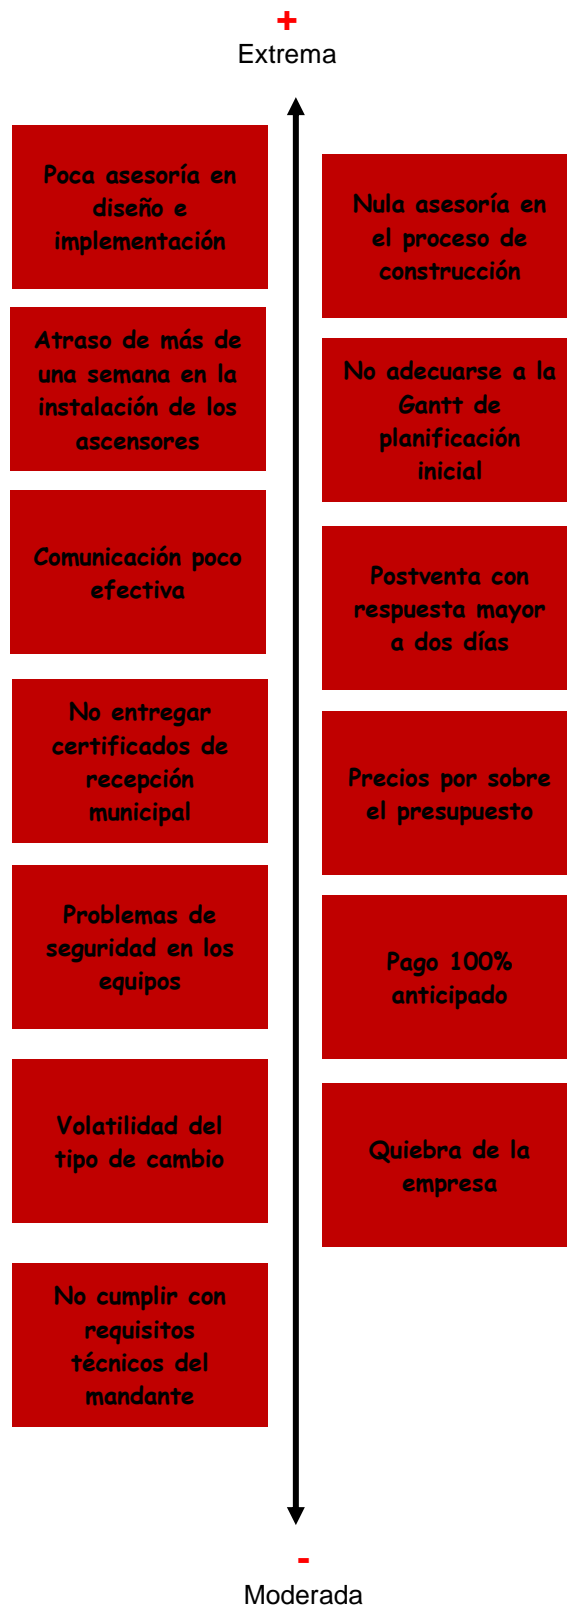 +
Extrema
Poca asesoría en
diseño e
implementación
Nula asesoría en
el proceso de
construcción
Atraso de más de
una semana en la
instalación de los
ascensores
No adecuarse a la
Gantt de
planificación
inicial
Comunicación poco
efectiva
Postventa con
respuesta mayor
a dos días
No entregar
certificados de
recepción
municipal
Precios por sobre
el presupuesto
Problemas de
seguridad en los
equipos
Pago 100%
anticipado
Volatilidad del
tipo de cambio
Quiebra de la
empresa
No cumplir con
requisitos
técnicos del
mandante
-
Moderada